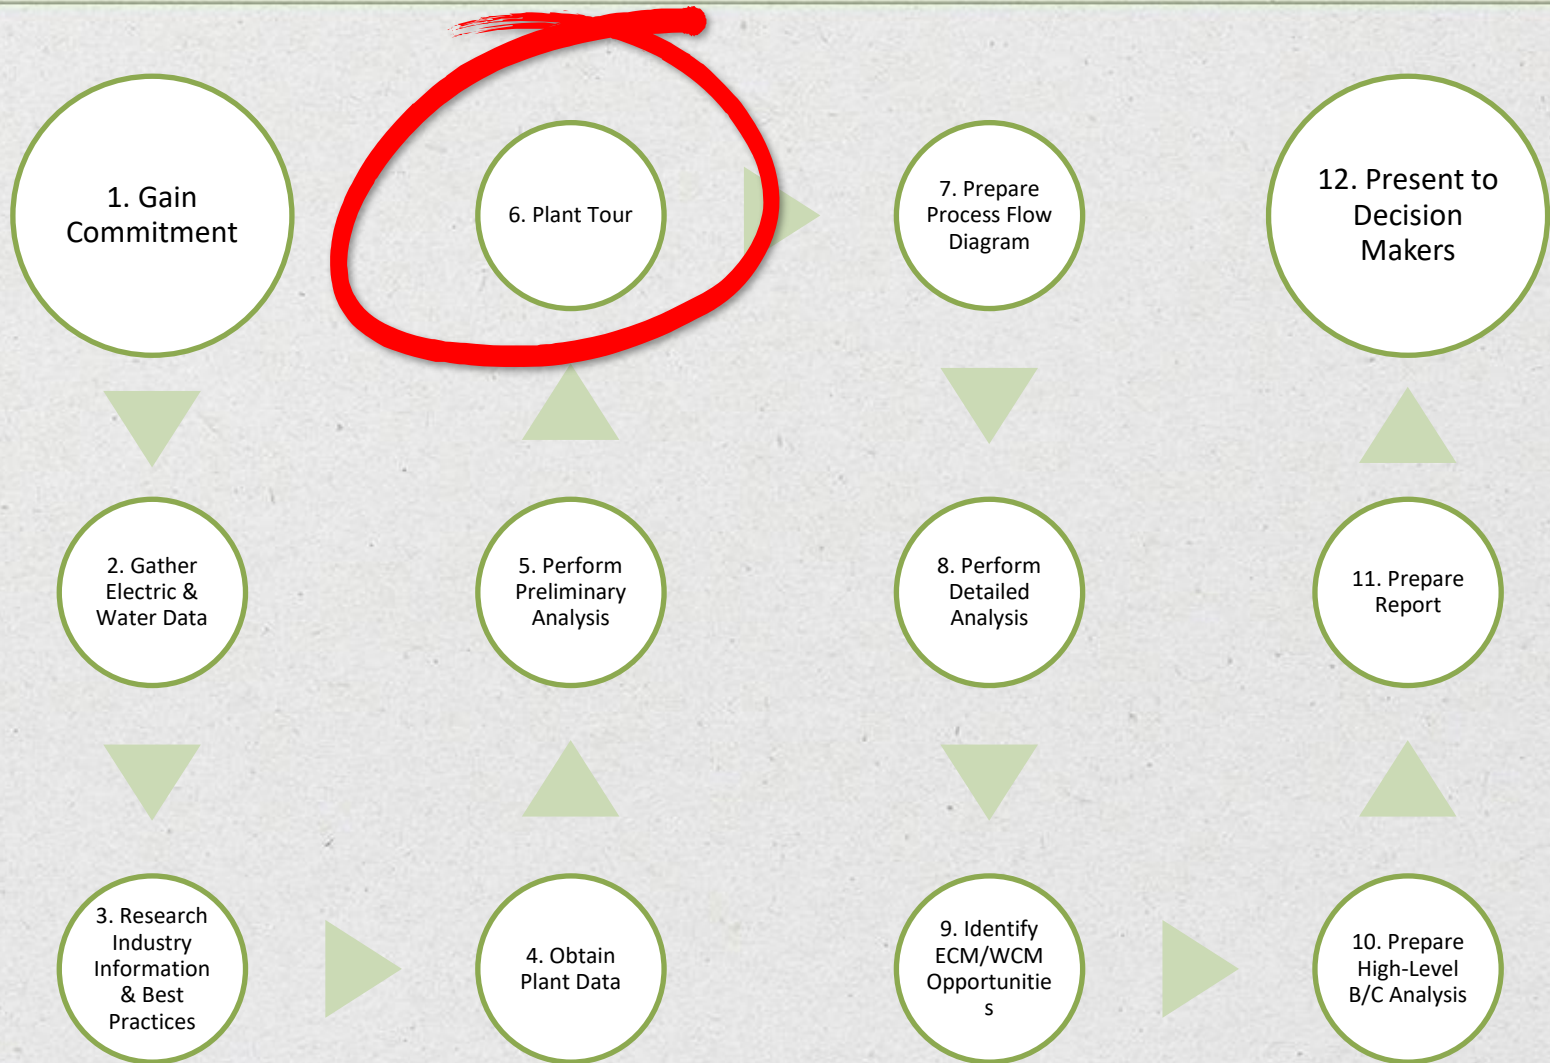 1. Gain
Commitment
2. Gather
Electric &
Water Data
3. Research
Industry
Information
& Best
Practices
4. Obtain
Plant Data
5. Perform
Preliminary
Analysis
6. Plant Tour
7. Prepare
Process Flow
Diagram
8. Perform
Detailed
Analysis
9. Identify
ECM/WCM
Opportunitie
s
10. Prepare
High-Level
B/C Analysis
11. Prepare
Report
12. Present to
Decision
Makers